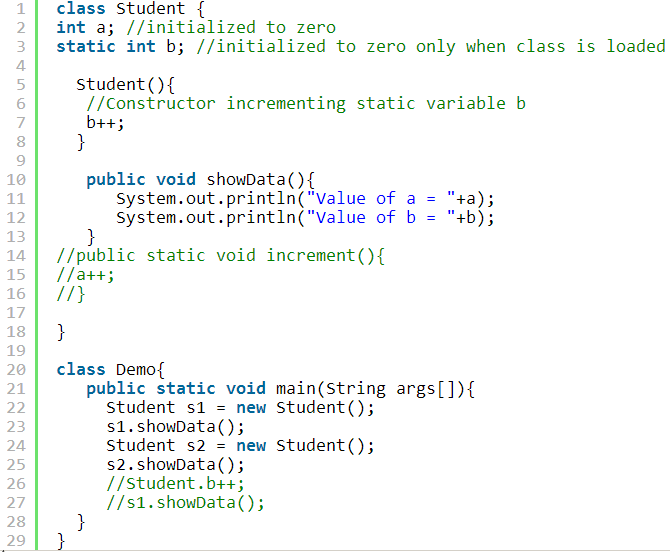 1 class Student {
2 int a; //initialized to zero
3 static int b; //initialized to zero only when class is loaded
4
5 Student(){
6 //Constructor incrementing static variable b
7 b++;
8 }
9
10 public void showData(){
11 System.out.println("Value of a = "+a);
12 System.out.println("Value of b = "+b);
13 }
14 //public static void increment(){
15 //a++;
16 //}
17
18 }
19
20 class Demo{
21 public static void main(String args[]){
22 Student s1 = new Student();
23 s1.showData();
24 Student s2 = new Student();
25 s2.showData();
26 //Student.b++;
27 //s1.showData();
28 }
29 }